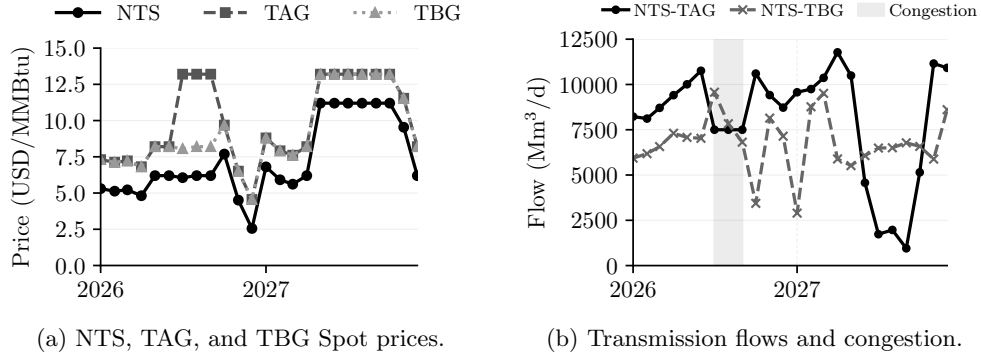 NTS TAG TBG
Price (USD/MMBtu)
15.0
12.5
10.0
7.5
5.0
2.5
0.0
2026 2027
(a) NTS, TAG, and TBG Spot prices.
NTS-TAG NTS-TBG Congestion
Flow (Mm³/d)
12500
10000
7500
5000
2500
0
2026 2027
(b) Transmission flows and congestion.